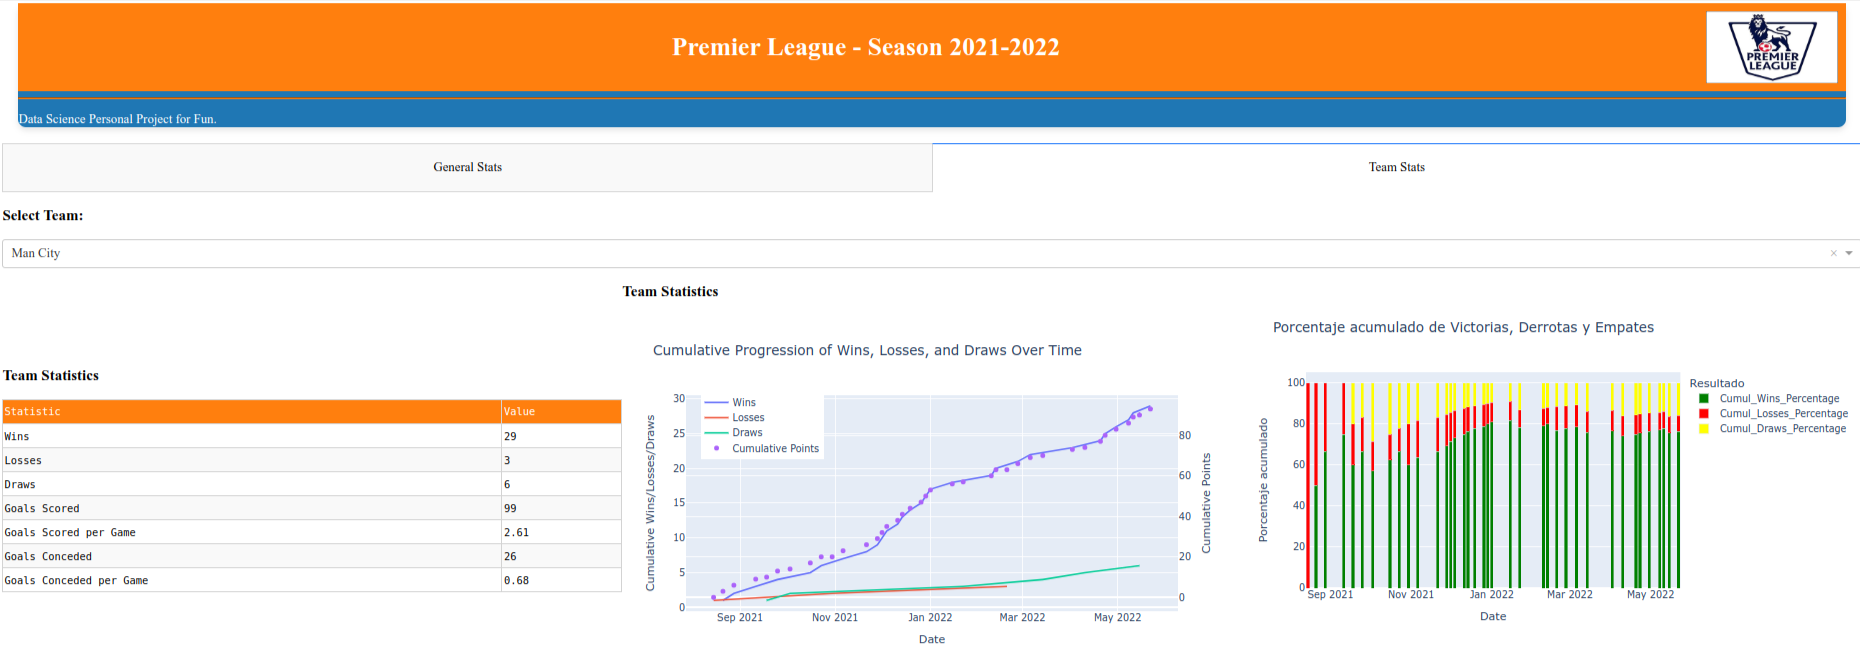 Premier League - Season 2021-2022
PREMIER
LEAGUE
Data Science Personal Project for Fun.
General Stats
Team Stats
Select Team:
Man City
×
Team Statistics
Team Statistics
Statistic Value
Wins 29
Losses 3
Draws 6
Goals Scored 99
Goals Scored per Game 2.61
Goals Conceded 26
Goals Conceded per Game 0.68
Cumulative Progression of Wins, Losses, and Draws Over Time
Cumulative Wins/Losses/Draws
30
25
20
15
10
5
0
Wins
Losses
Draws
Cumulative Points
80
60
40
20
0
Cumulative Points
Sep 2021 Nov 2021 Jan 2022 Mar 2022 May 2022
Date
Porcentaje acumulado de Victorias, Derrotas y Empates
Porcentaje acumulado
100
80
60
40
20
0
Sep 2021 Nov 2021 Jan 2022 Mar 2022 May 2022
Date
Resultado
Cumul_Wins_Percentage
Cumul_Losses_Percentage
Cumul_Draws_Percentage